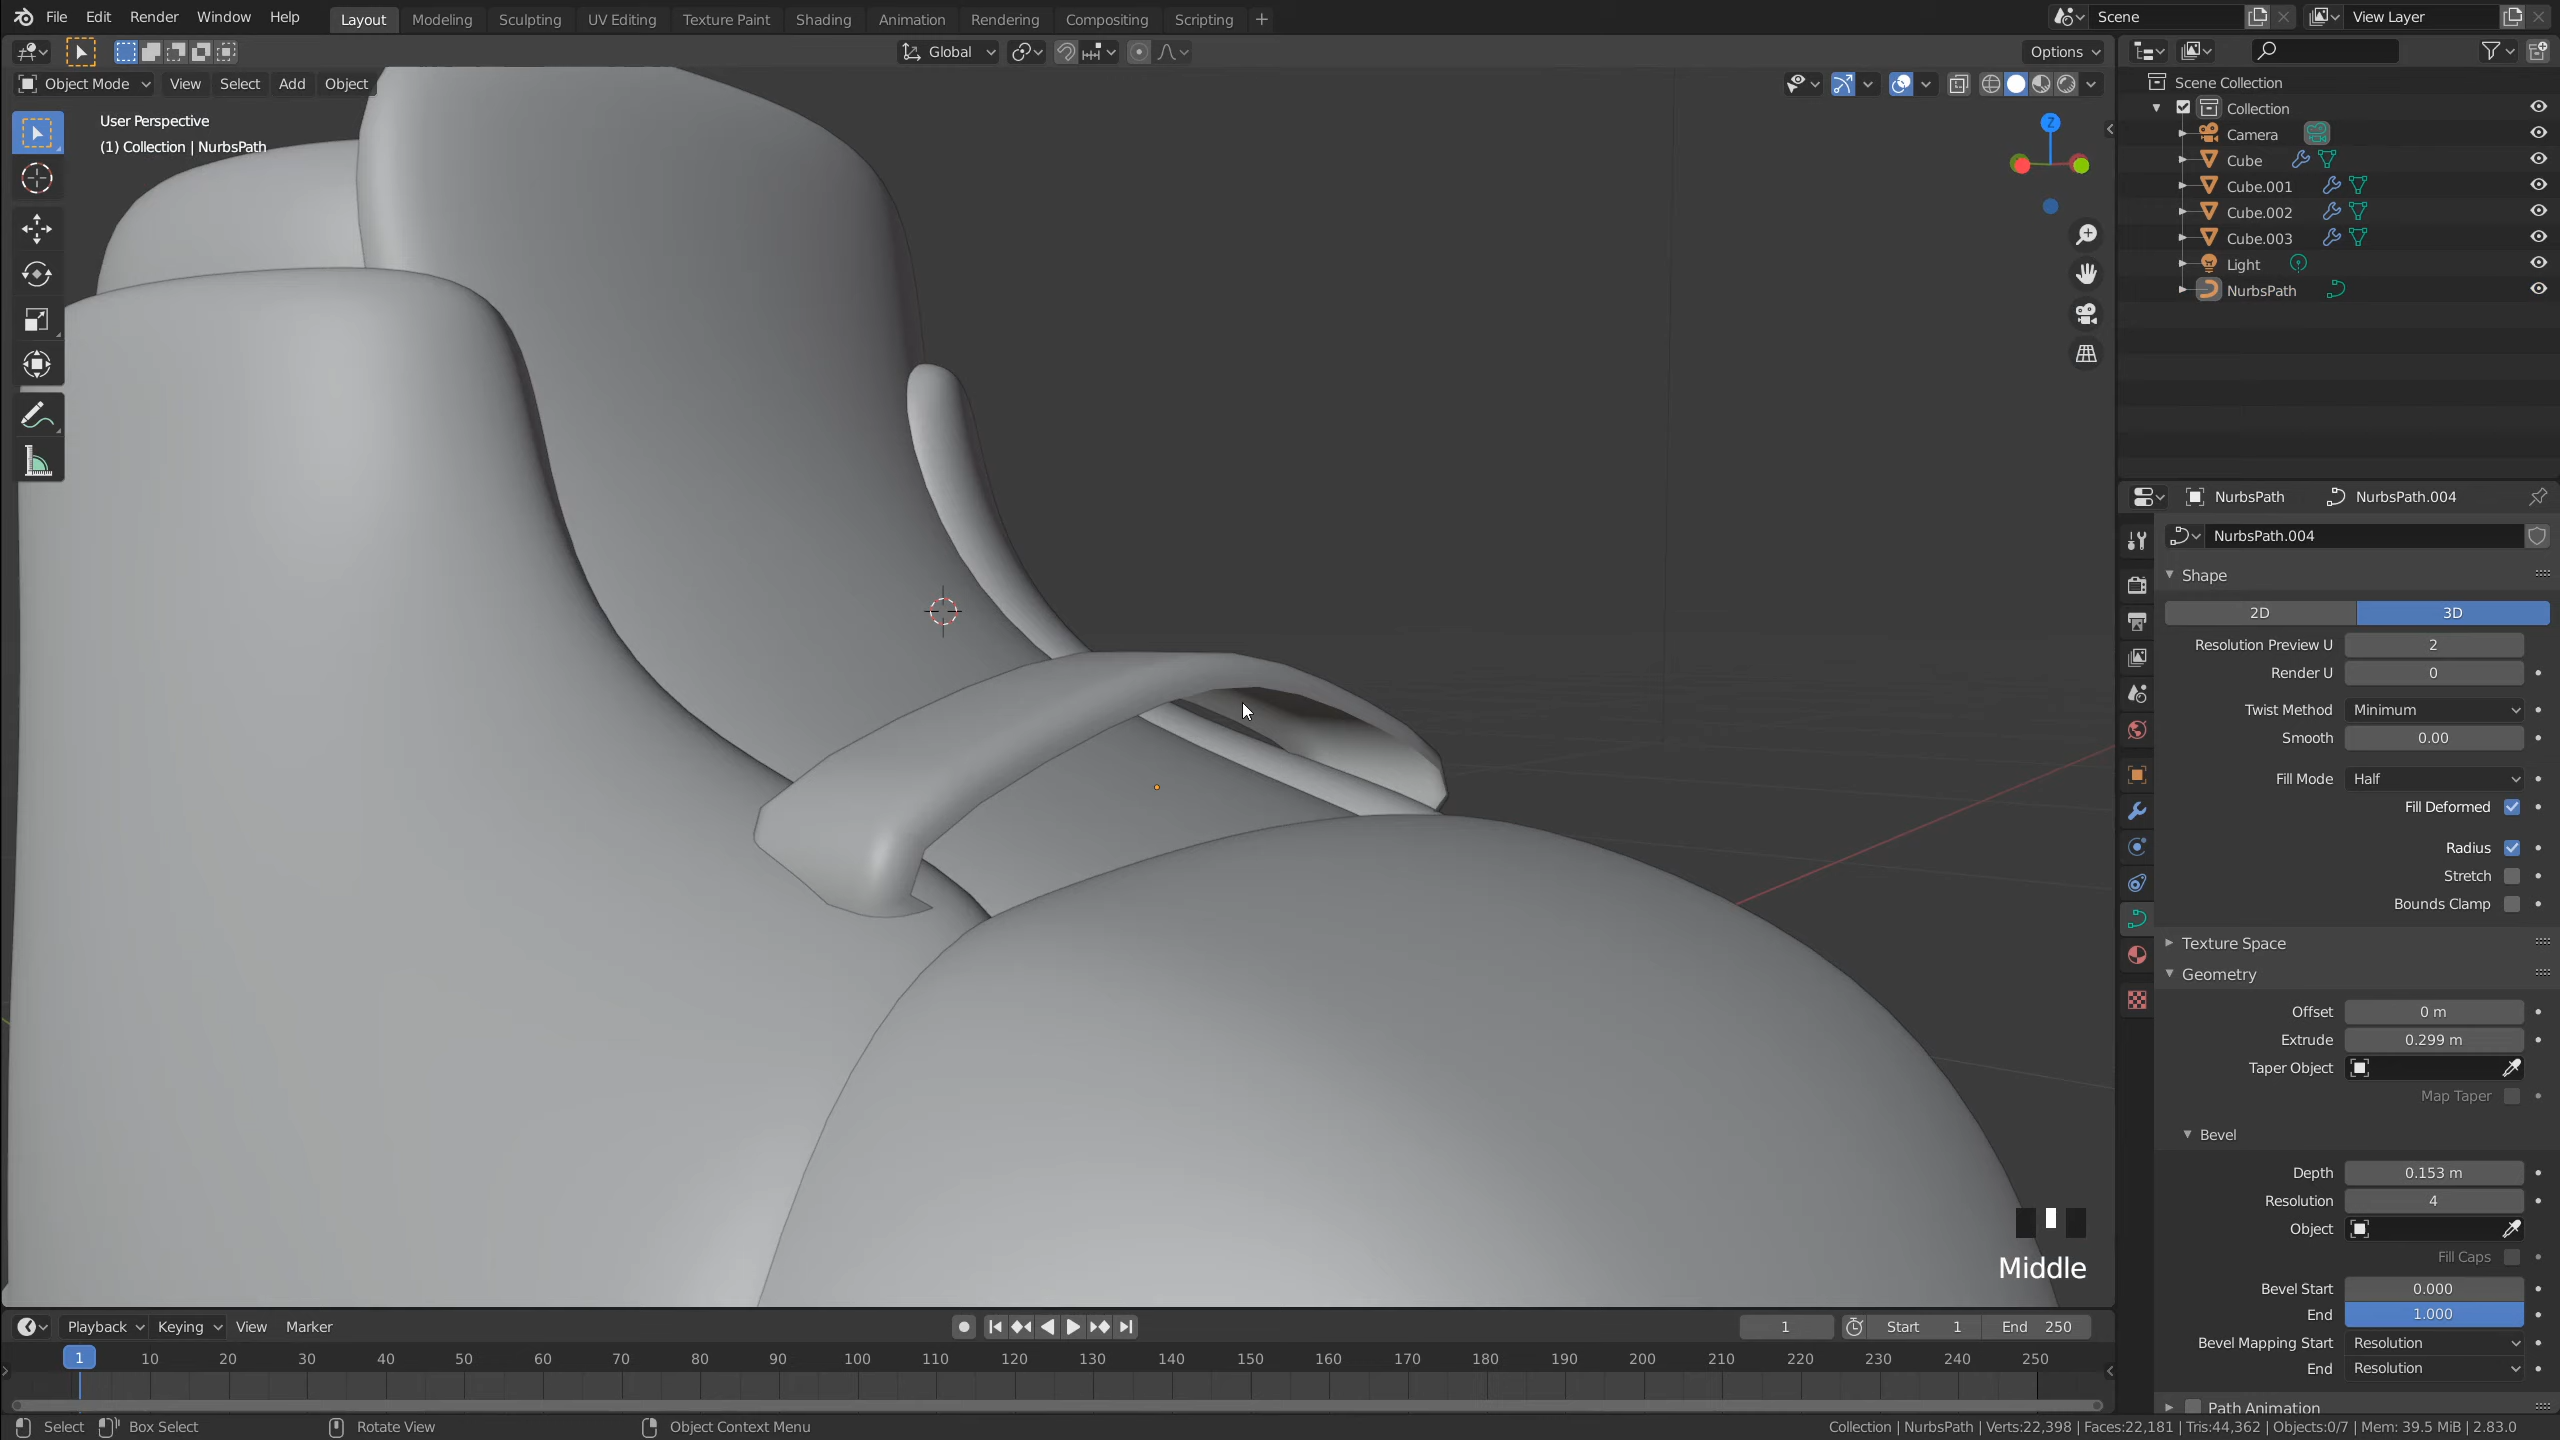 File Edit Render Window Help Layout Modeling Sculpting UV Editing Texture Paint Shading Animation Rendering Compositing Scripting + Scene View Layer
Global Options
Object Mode View Select Add Object
User Perspective
(1) Collection | NurbsPath
Z
Scene Collection
Collection
Camera
Cube
Cube.001
Cube.002
Cube.003
Light
NurbsPath
NurbsPath NurbsPath.004
NurbsPath.004
Shape
2D 3D
Resolution Preview U 2
Render U 0
Twist Method Minimum
Smooth 0.00
Fill Mode Half
Fill Deformed
Radius
Stretch
Bounds Clamp
Texture Space
Geometry
Offset 0 m
Extrude 0.299 m
Taper Object
Map Taper
Bevel
Depth 0.153 m
Resolution 4
Object
Fill Caps
Bevel Start 0.000
End 1.000
Bevel Mapping Start Resolution
End Resolution
Path Animation
Middle
Playback Keying View Marker 1 Start 1 End 250
1 10 20 30 40 50 60 70 80 90 100 110 120 130 140 150 160 170 180 190 200 210 220 230 240 250
Select Box Select Rotate View Object Context Menu Collection | NurbsPath | Verts:22,398 | Faces:22,181 | Tris:44,362 | Objects:0/7 | Mem: 39.5 MiB | 2.83.0